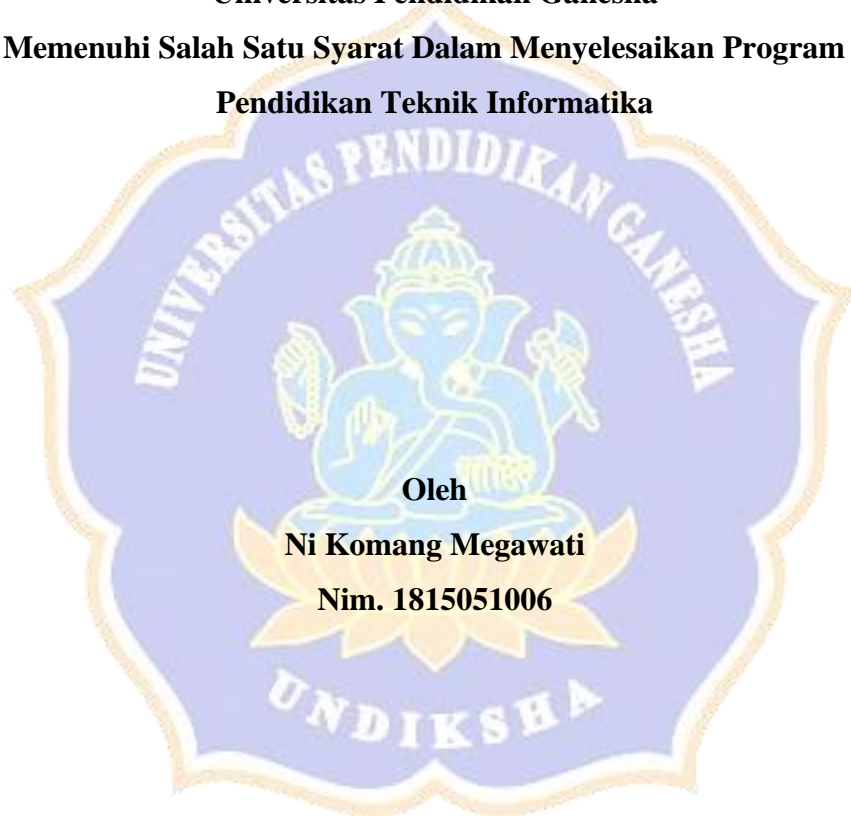 Universitas Pendidikan Ganesha
Memenuhi Salah Satu Syarat Dalam Menyelesaikan Program
Pendidikan Teknik Informatika
UNIVERSITAS PENDIDIKAN GANESHA
Oleh
Ni Komang Megawati
Nim. 1815051006
UNDIKSHA